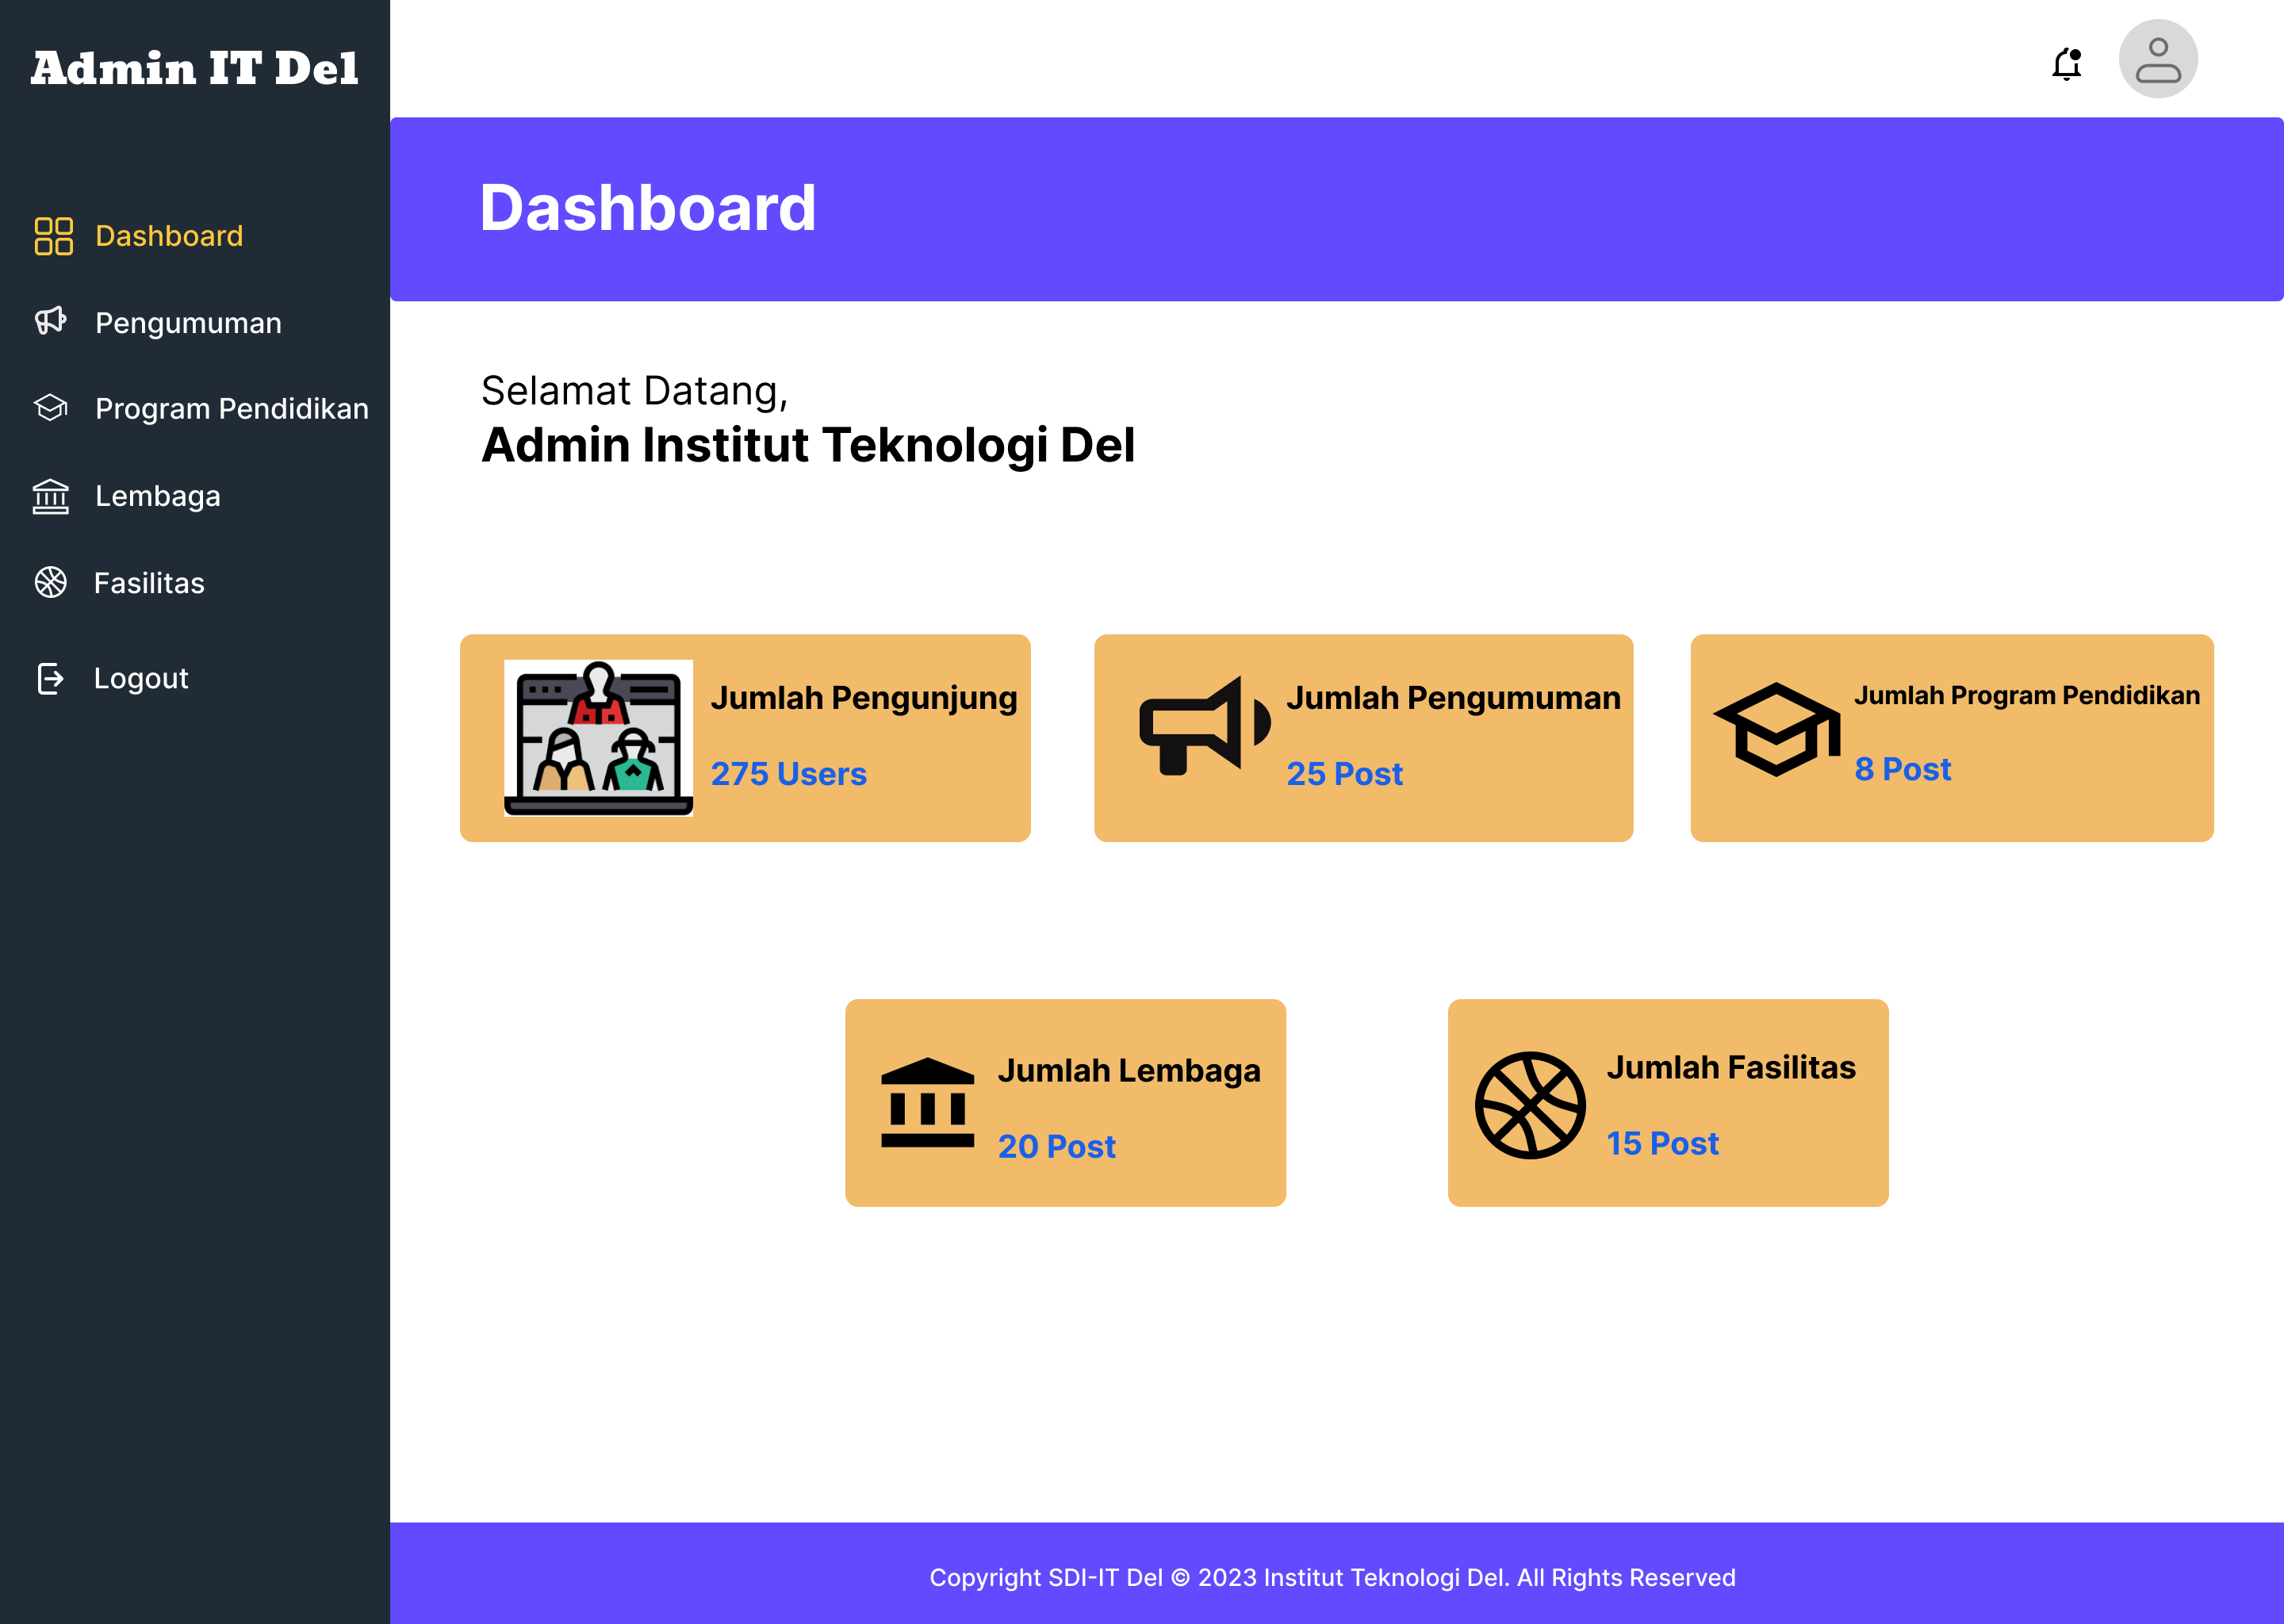 Admin IT Del
Dashboard
Pengumuman
Program Pendidikan
Lembaga
Fasilitas
Logout
Dashboard
Selamat Datang,
Admin Institut Teknologi Del
Jumlah Pengunjung
275 Users
Jumlah Pengumuman
25 Post
Jumlah Program Pendidikan
8 Post
Jumlah Lembaga
20 Post
Jumlah Fasilitas
15 Post
Copyright SDI-IT Del © 2023 Institut Teknologi Del. All Rights Reserved